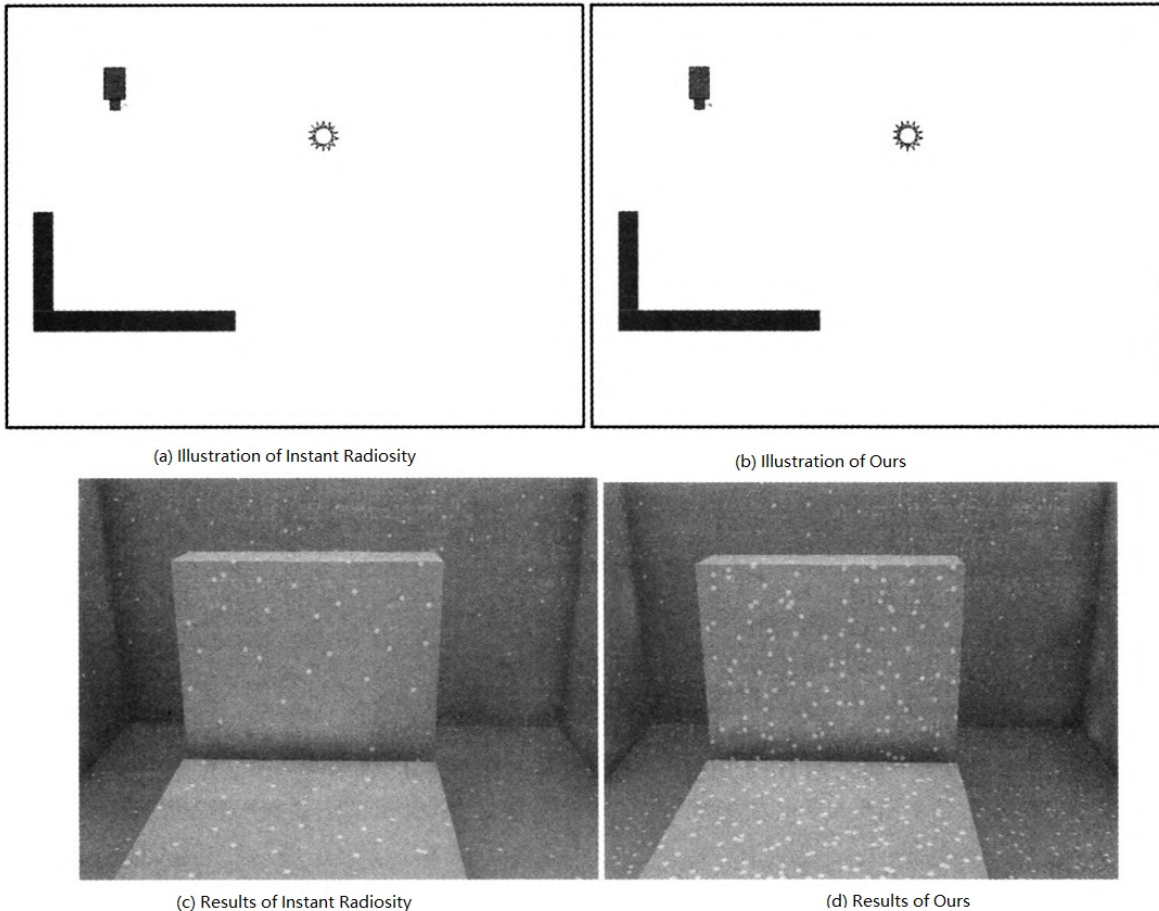 (a) Illustration of Instant Radiosity
(b) Illustration of Ours
(c) Results of Instant Radiosity
(d) Results of Ours